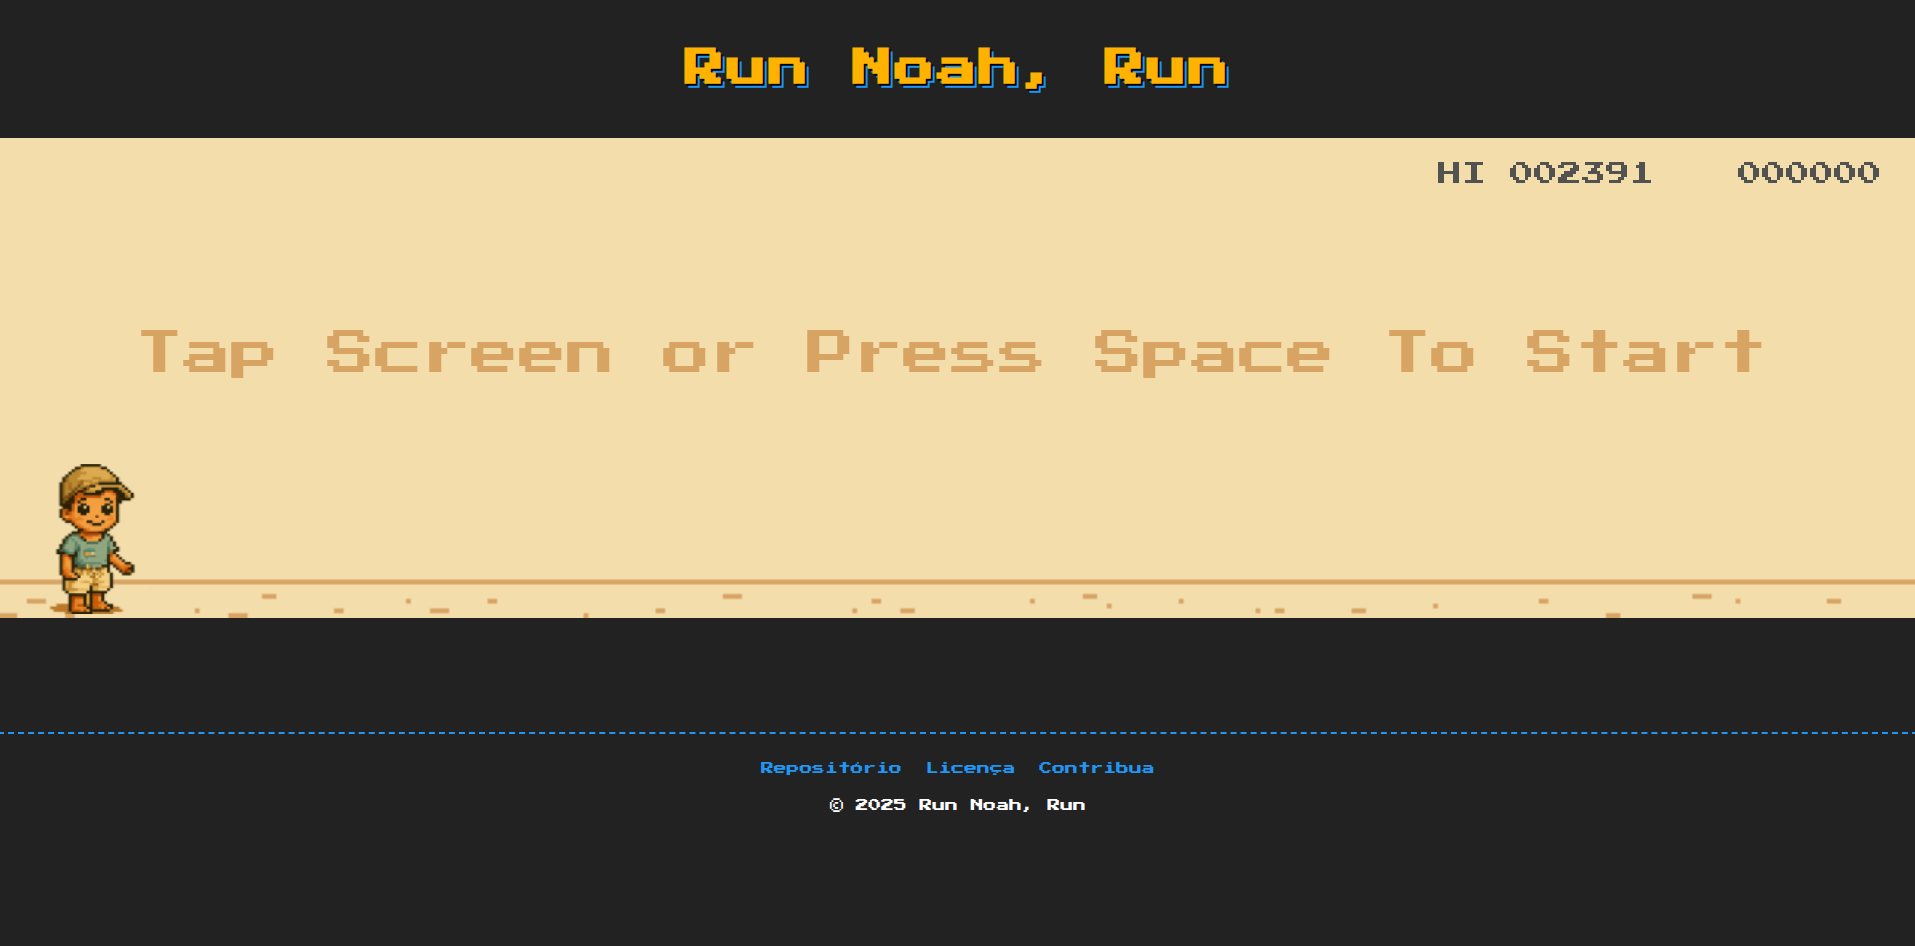 Run Noah, Run
HI 002391 000000
Tap Screen or Press Space To Start
Repositório Licença Contribua
© 2025 Run Noah, Run